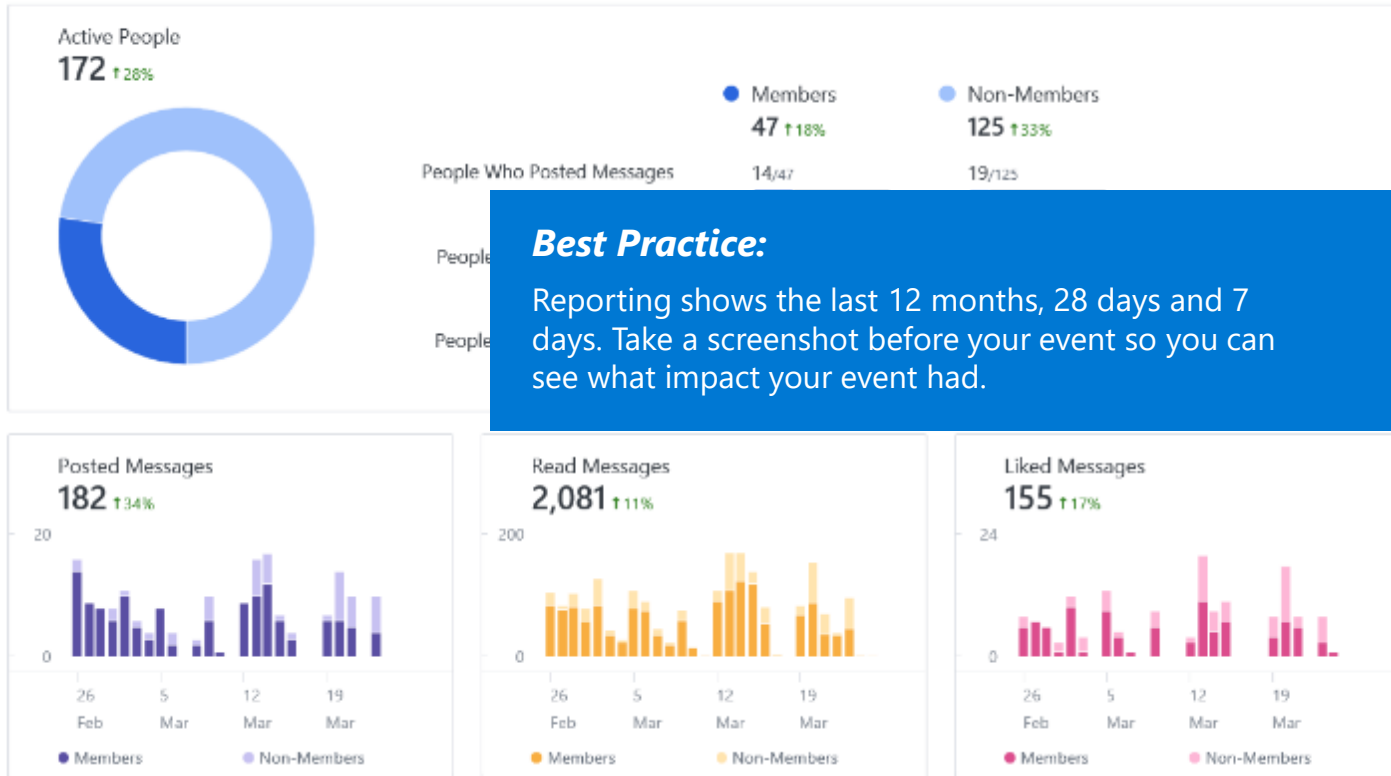 Active People
172 ↑28%
Members
Non-Members
47 ↑18%
125 ↑33%
People Who Posted Messages
14/47
19/125
People
People
Best Practice:
Reporting shows the last 12 months, 28 days and 7
days. Take a screenshot before your event so you can
see what impact your event had.
Posted Messages
182 ↑34%
20
0
26 5 12 19
Feb Mar Mar Mar
Members Non-Members
Read Messages
2,081 ↑11%
200
0
26 5 12 19
Feb Mar Mar Mar
Members Non-Members
Liked Messages
155 ↑17%
24
0
26 5 12 19
Feb Mar Mar Mar
Members Non-Members